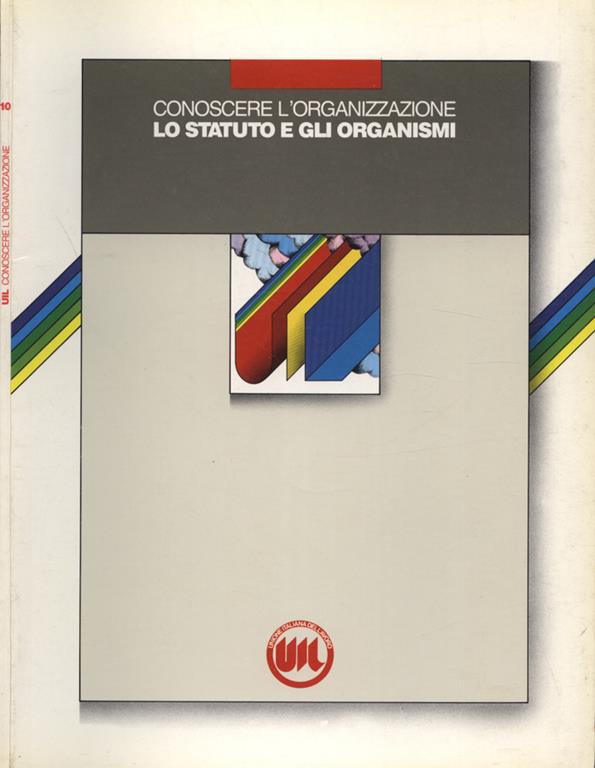 10
UIL CONOSCERE L'ORGANIZZAZIONE
CONOSCERE L'ORGANIZZAZIONE
LO STATUTO E GLI ORGANISMI
UNIONE ITALIANA DEL LAVORO
UIL